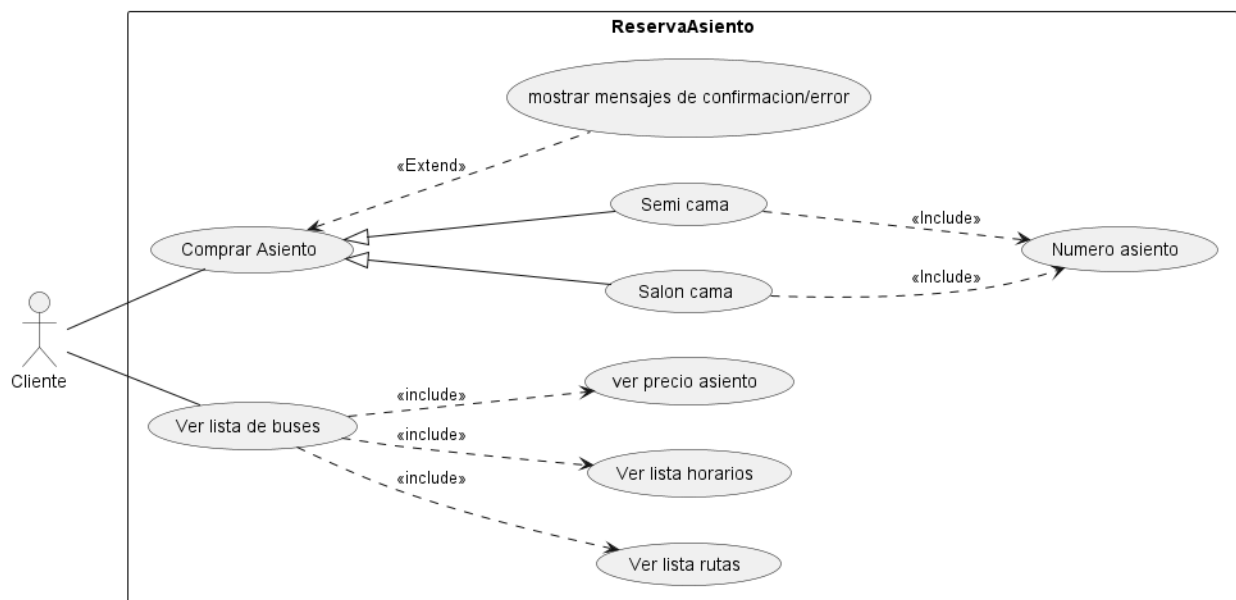 ReservaAsiento
mostrar mensajes de confirmacion/error
«Extend»
Semi cama
«Include»
Comprar Asiento
Numero asiento
Salon cama
«Include»
Cliente
ver precio asiento
«include»
Ver lista de buses
«include»
Ver lista horarios
«include»
Ver lista rutas